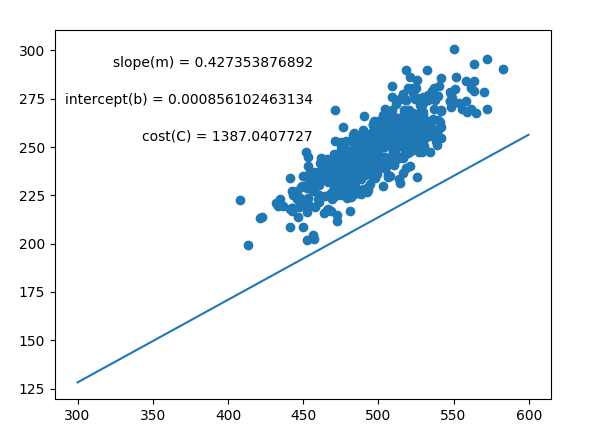 slope(m) = 0.427353876892
intercept(b) = 0.000856102463134
cost(C) = 1387.0407727
300
275
250
225
200
175
150
125
300 350 400 450 500 550 600